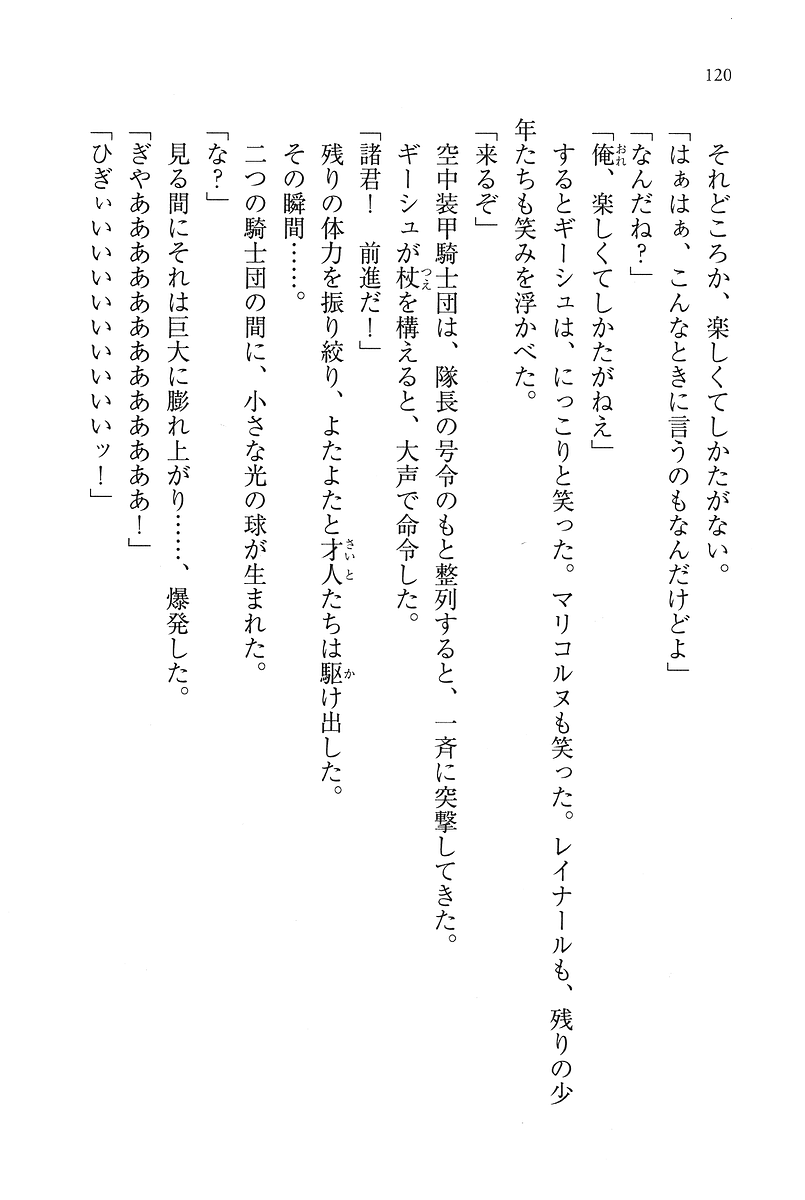 120
それどころか、楽しくてしかたがない。
「はぁはぁ、こんなときに言うのもなんだけどよ」
「なんだね？」
「俺、楽しくてしかたがねえ」
するとギーシュは、にっこりと笑った。マリコルヌも笑った。レイナールも、残りの少
年たちも笑みを浮かべた。
「来るぞ」
空中装甲騎士団は、隊長の号令のもと整列すると、一斉に突撃してきた。
ギーシュが杖を構えると、大声で命令した。
「諸君！　前進だ！」
残りの体力を振り絞り、よたよたと才人たちは駆け出した。
その瞬間……。
二つの騎士団の間に、小さな光の球が生まれた。
「な？」
見る間にそれは巨大に膨れ上がり……、爆発した。
「ぎゃあああああああああああああ！」
「ひぎぃいいいいいいいいいッ！」